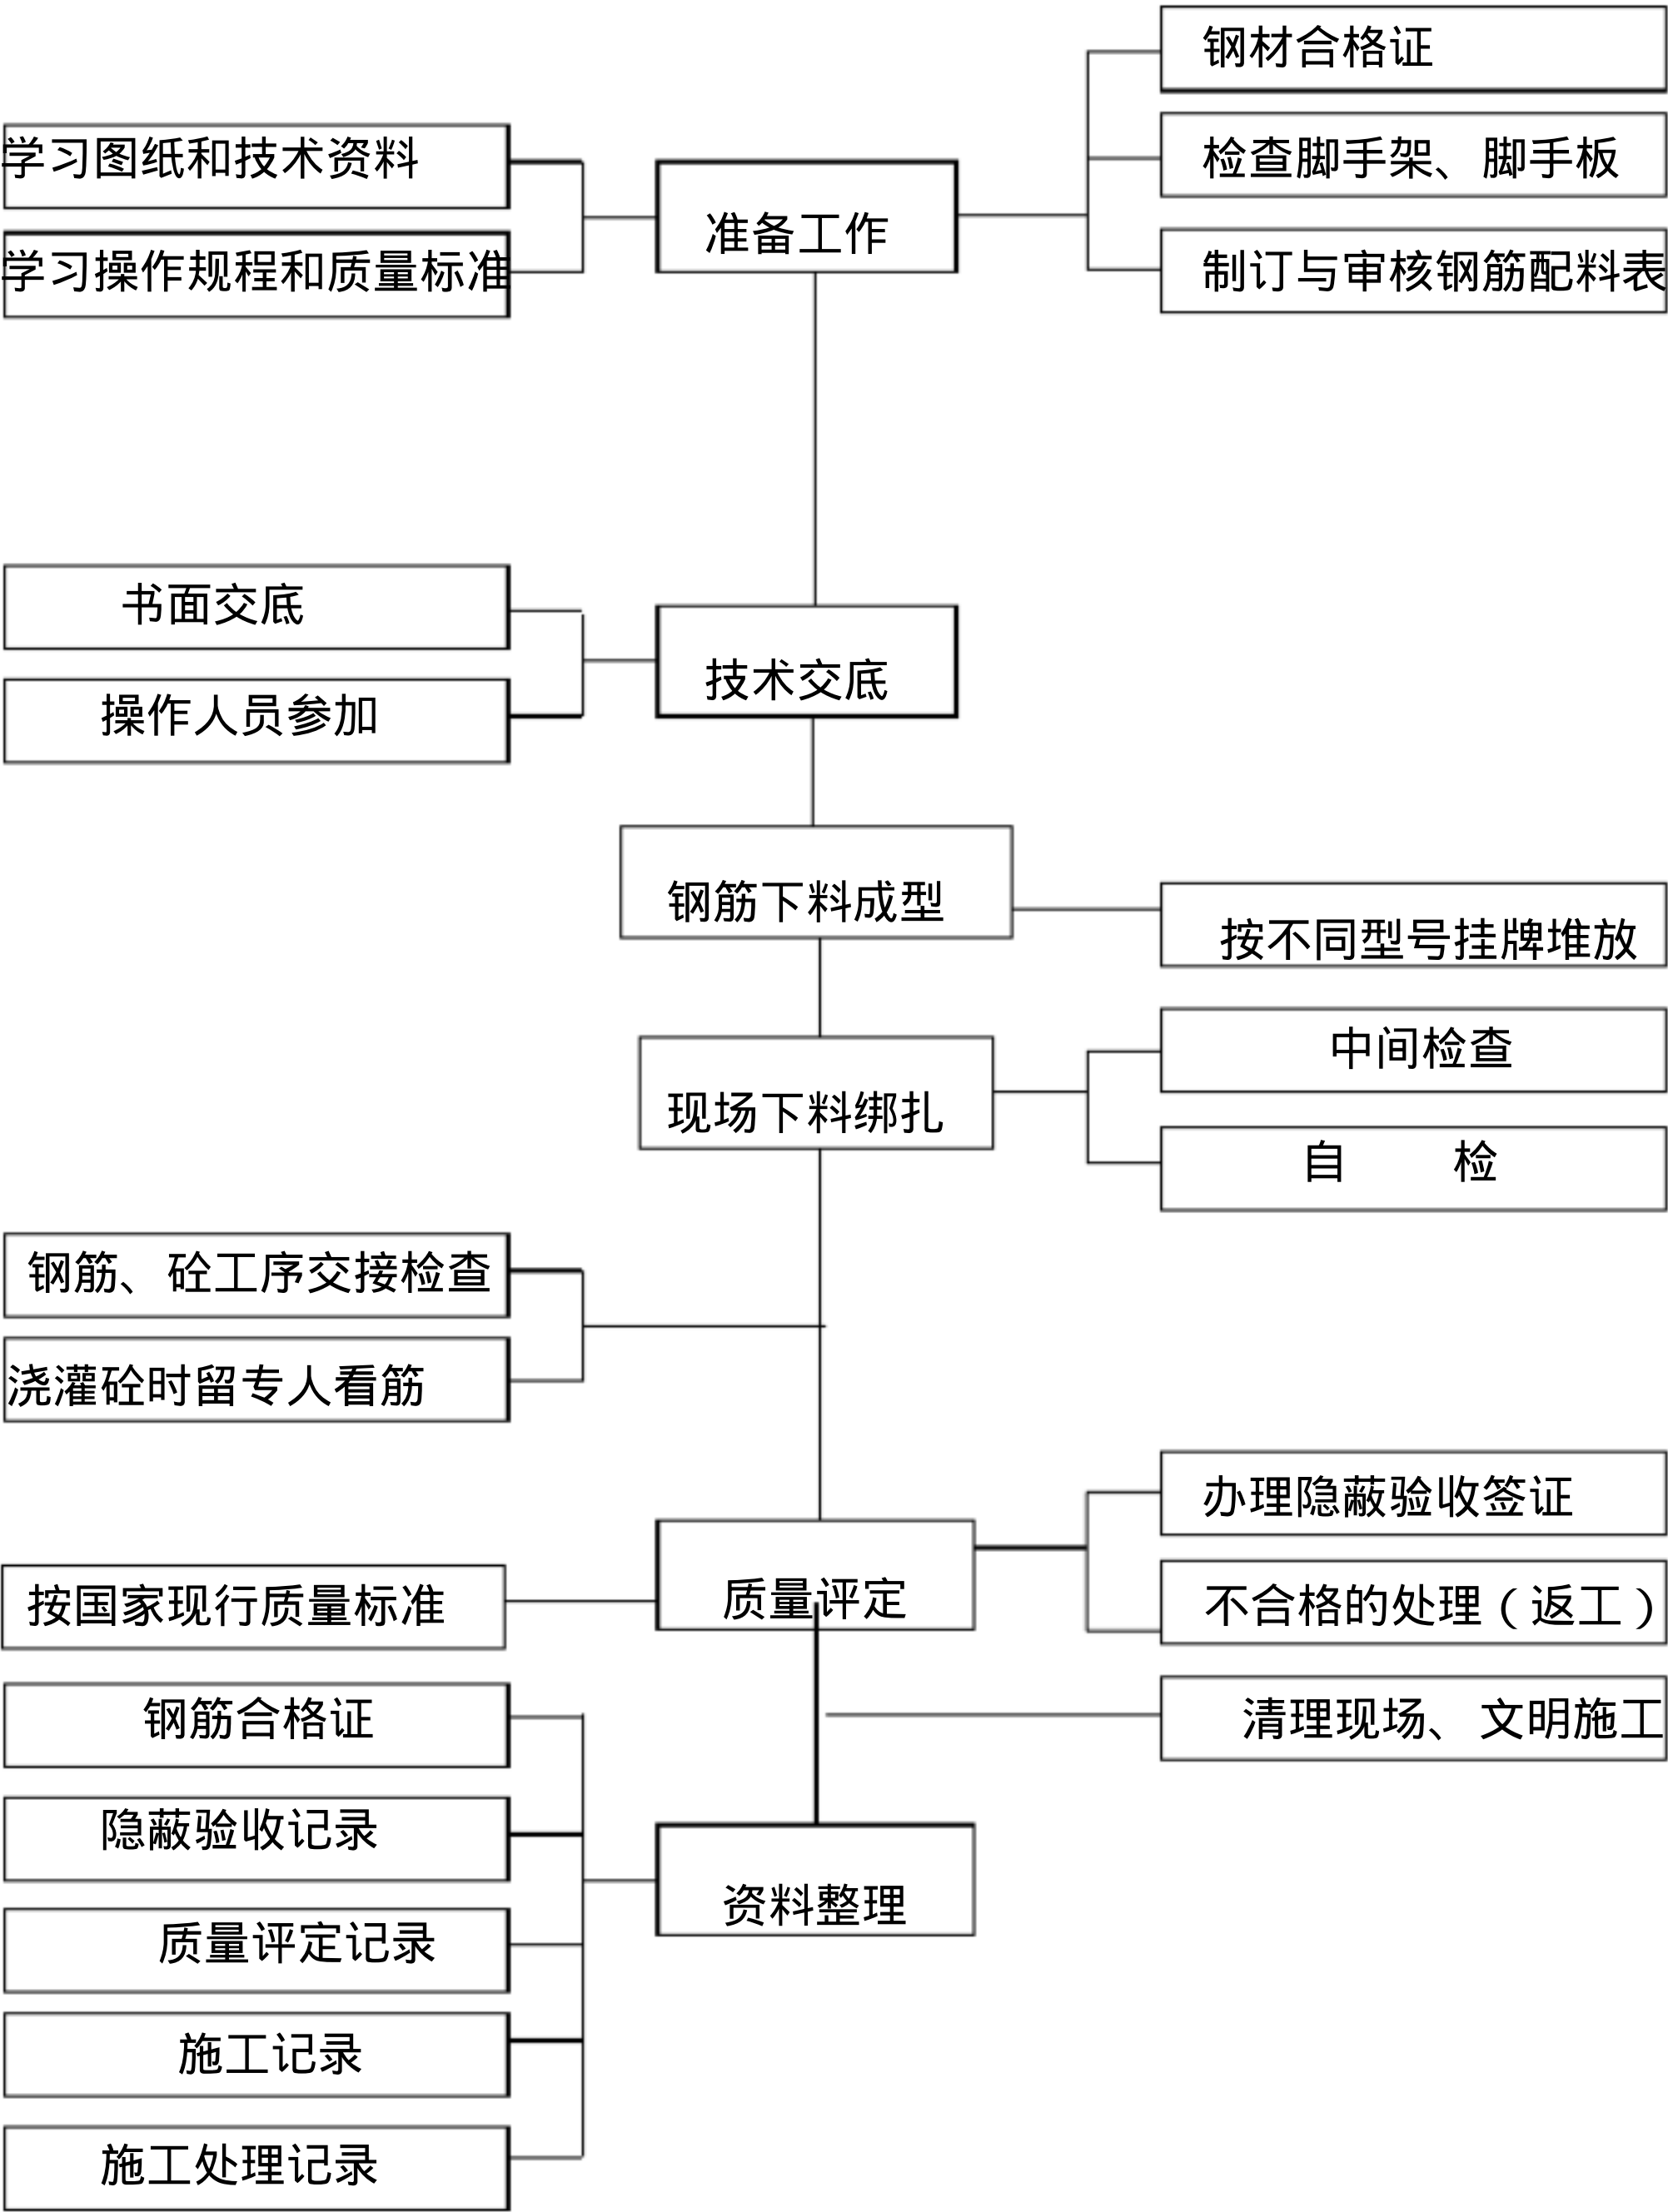 钢材合格证
学习图纸和技术资料
检查脚手架、脚手板
准备工作
学习操作规程和质量标准
制订与审核钢筋配料表
书面交底
技术交底
操作人员参加
钢筋下料成型
按不同型号挂牌堆放
中间检查
现场下料绑扎
自 检
钢筋、砼工序交接检查
浇灌砼时留专人看筋
办理隐蔽验收签证
质量评定
按国家现行质量标准
不合格的处理（返工）
钢筋合格证
清理现场、文明施工
隐蔽验收记录
资料整理
质量评定记录
施工记录
施工处理记录